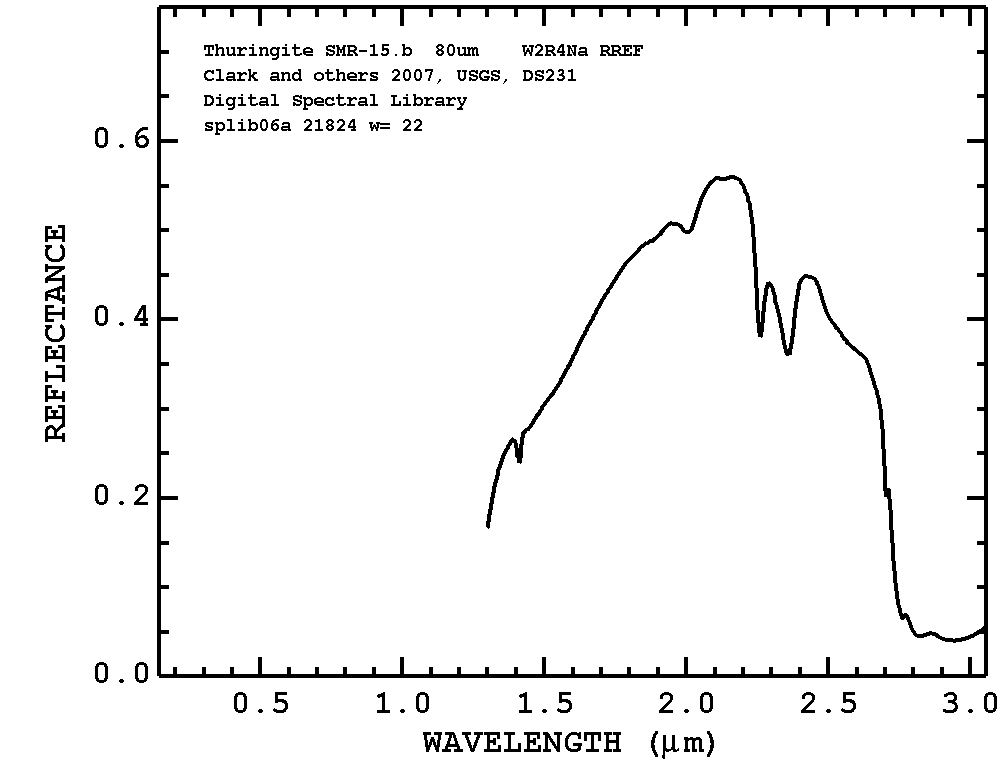 Thuringite SMR-15.b 80um W2R4Na RREF
Clark and others 2007, USGS, DS231
Digital Spectral Library
splib06a 21824 w= 22
0.6
0.4
0.2
0.0
REFLECTANCE
0.5 1.0 1.5 2.0 2.5 3.0
WAVELENGTH (μm)